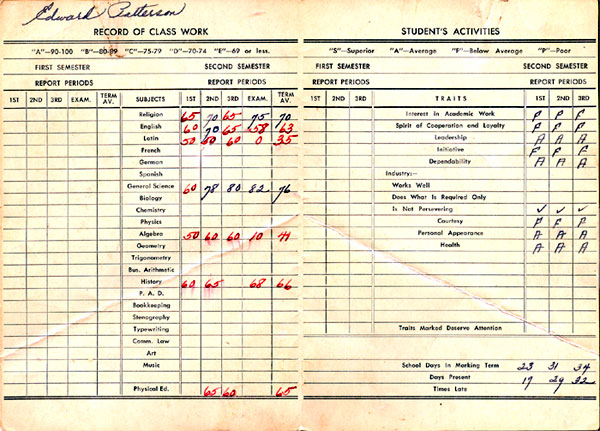 Edward Patterson
RECORD OF CLASS WORK
"A"—90-100 "B"—80-89 "C"—75-79 "D"—70-74 "E"—69 or less.
FIRST SEMESTER SECOND SEMESTER
REPORT PERIODS REPORT PERIODS
1ST 2ND 3RD EXAM. TERM AV. SUBJECTS 1ST 2ND 3RD EXAM. TERM AV.
Religion 65 70 65 75 70
English 60 70 65 58 63
Latin 50 50 60 0 35
French
German
Spanish
General Science 60 78 80 82 76
Biology
Chemistry
Physics
Algebra 50 60 60 10 41
Geometry
Trigonometry
Bus. Arithmetic
History 60 65 68 66
P. A. D.
Bookkeeping
Stenography
Typewriting
Comm. Law
Art
Music
Physical Ed. 65 60 65
STUDENT'S ACTIVITIES
"S"—Superior "A"—Average "F"—Below Average "P"—Poor
FIRST SEMESTER SECOND SEMESTER
REPORT PERIODS REPORT PERIODS
1ST 2ND 3RD TRAITS 1ST 2ND 3RD
Interest in Academic Work F
Spirit of Cooperation and Loyalty
Leadership A A A
Initiative F F F
Dependability A A A
Industry:—
Works Well
Does What Is Required Only
Is Not Persevering ✓ ✓ ✓
Courtesy
Personal Appearance A A A
Health A A A
Traits Marked Deserve Attention
School Days In Marking Term 23 31 34
Days Present 19 29 32
Times Late